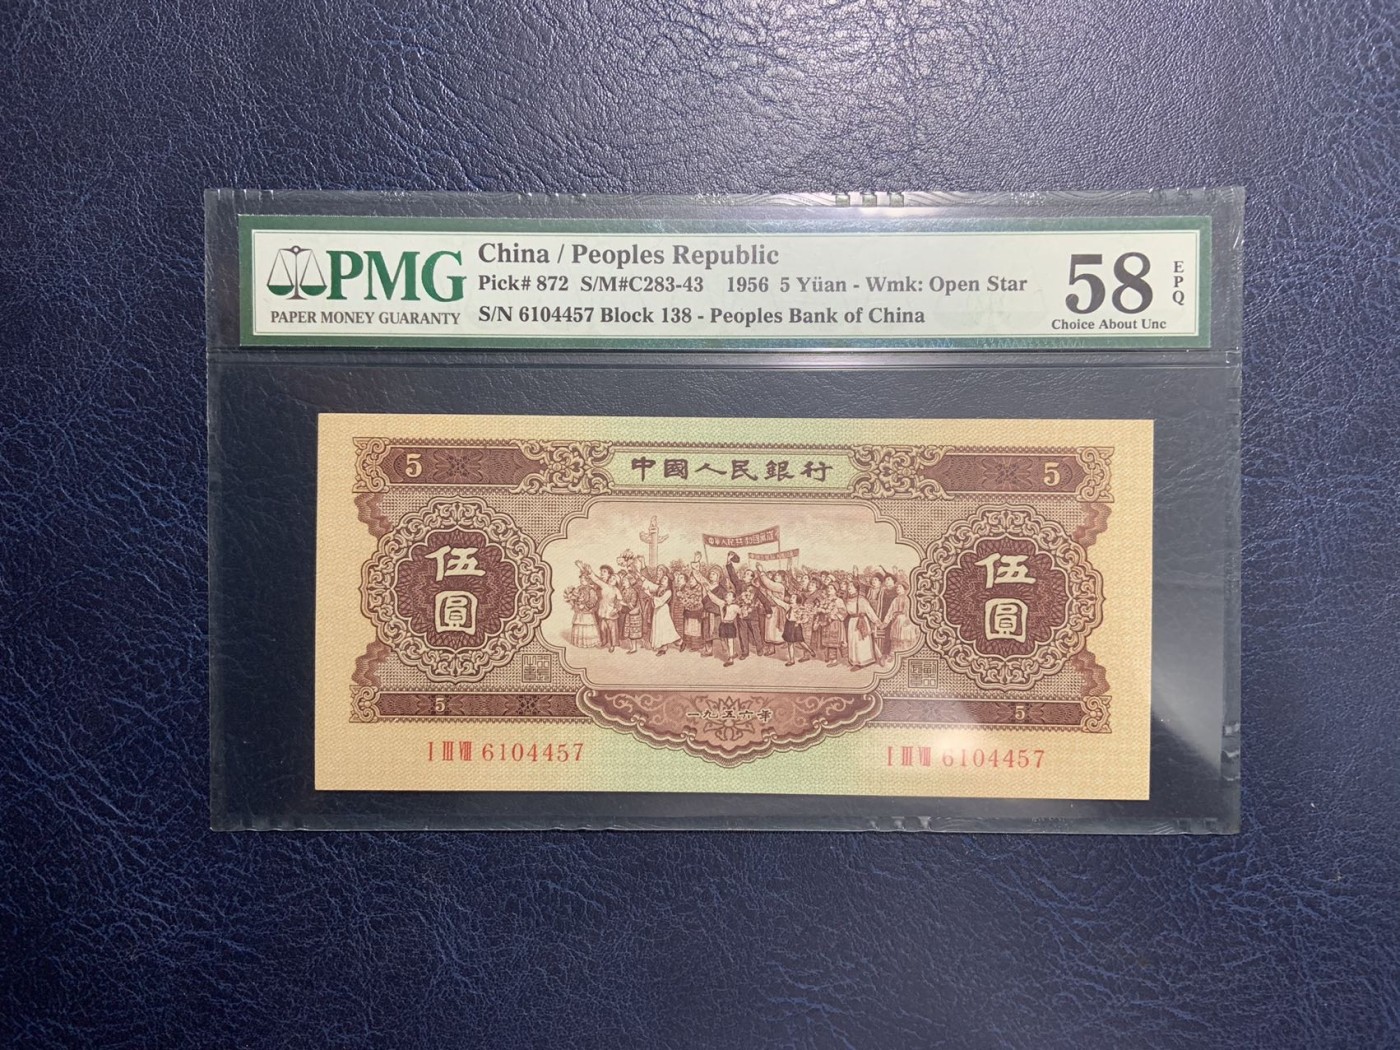 PMG
PAPER MONEY GUARANTY
China / Peoples Republic
Pick# 872 S/M#C283-43 1956 5 Yüan - Wmk: Open Star
S/N 6104457 Block 138 - Peoples Bank of China
58
EPQ
Choice About Unc
5 中國人民銀行 5
伍圓
伍圓
5 一九五六年 5
I III VIII 6104457
I III VIII 6104457